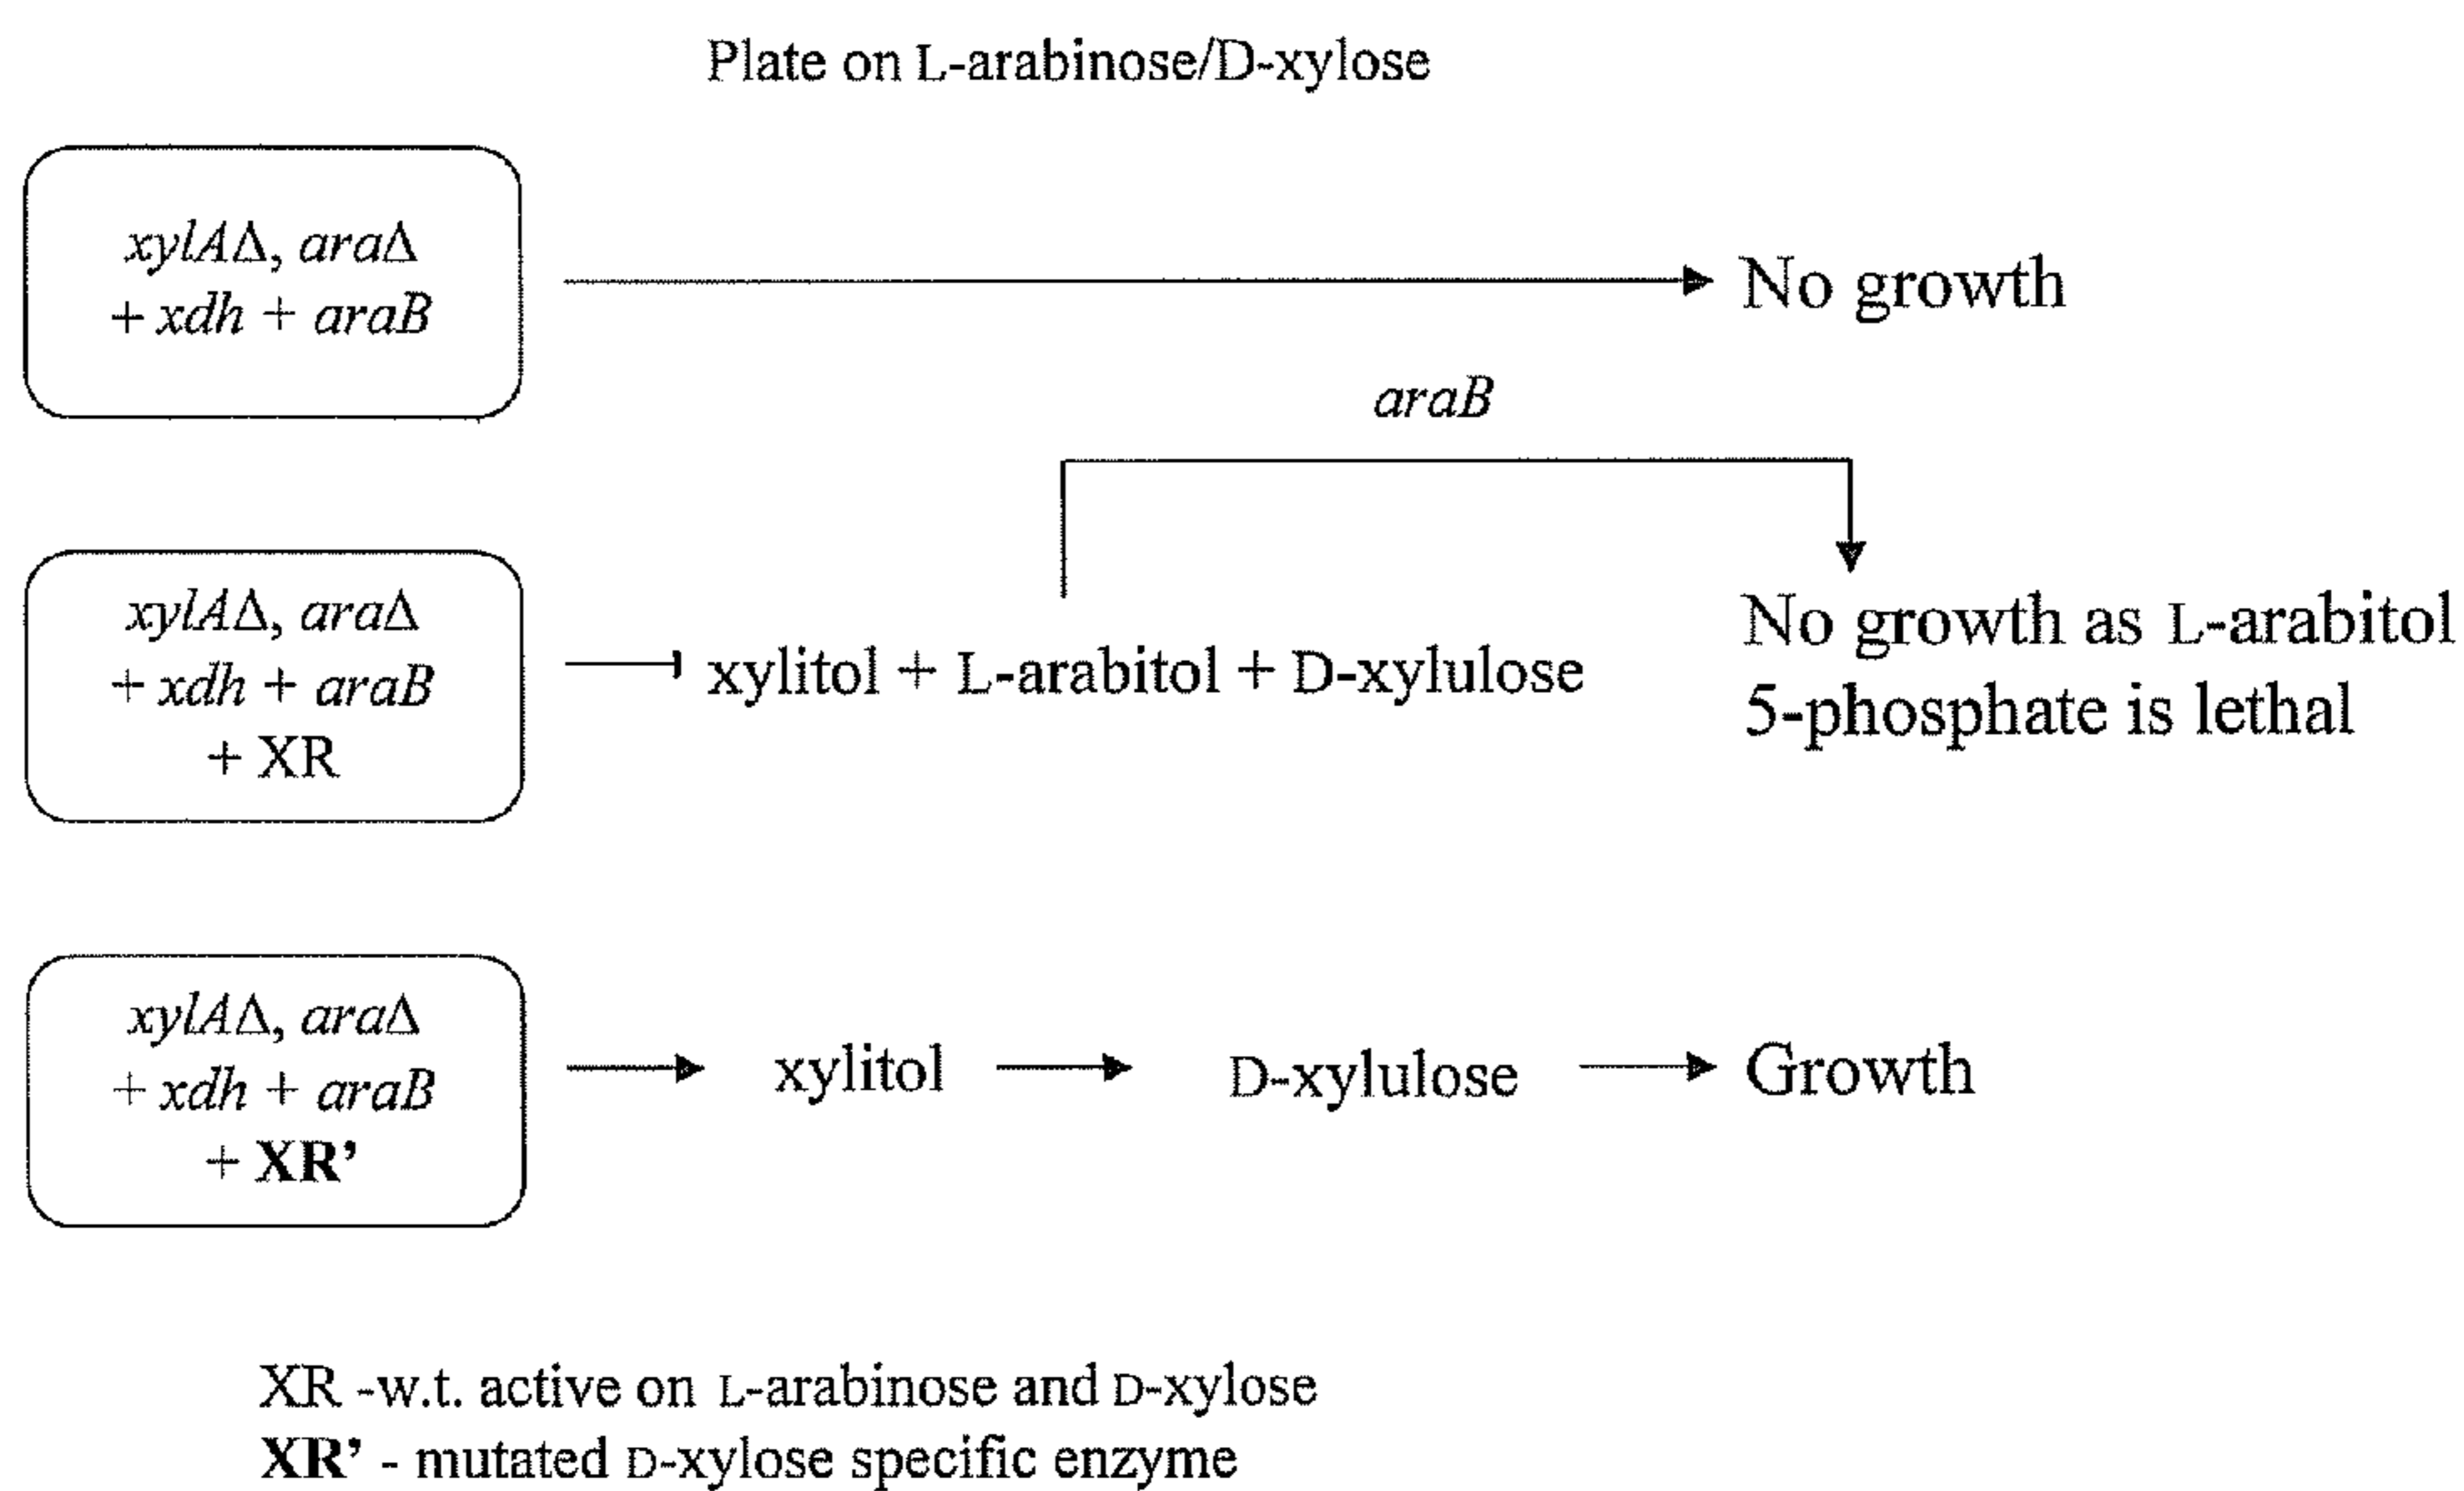 Plate on L-arabinose/D-xylose
xylAΔ, araΔ
+ xdh + araB
No growth
araB
xylAΔ, araΔ
+ xdh + araB
+ XR
xylitol + L-arabitol + D-xylulose
No growth as L-arabitol
5-phosphate is lethal
xylAΔ, araΔ
+ xdh + araB
+ XR’
xylitol
D-xylulose
Growth
XR -w.t. active on L-arabinose and D-xylose
XR’ - mutated D-xylose specific enzyme